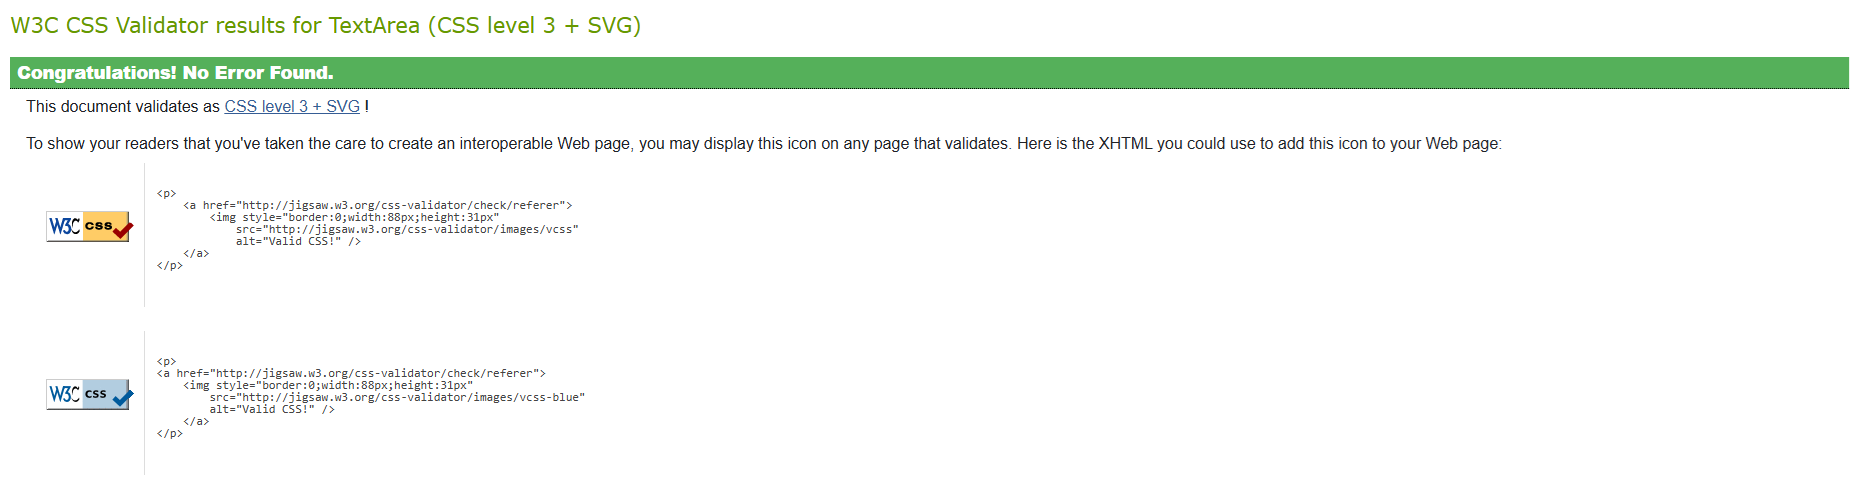 W3C CSS Validator results for TextArea (CSS level 3 + SVG)
Congratulations! No Error Found.
This document validates as CSS level 3 + SVG !
To show your readers that you've taken the care to create an interoperable Web page, you may display this icon on any page that validates. Here is the XHTML you could use to add this icon to your Web page:
W3C css
<p>
    <a href="http://jigsaw.w3.org/css-validator/check/referer">
        <img style="border:0;width:88px;height:31px"
            src="http://jigsaw.w3.org/css-validator/images/vcss"
            alt="Valid CSS!" />
    </a>
</p>
W3C css
<p>
<a href="http://jigsaw.w3.org/css-validator/check/referer">
    <img style="border:0;width:88px;height:31px"
        src="http://jigsaw.w3.org/css-validator/images/vcss-blue"
        alt="Valid CSS!" />
    </a>
</p>